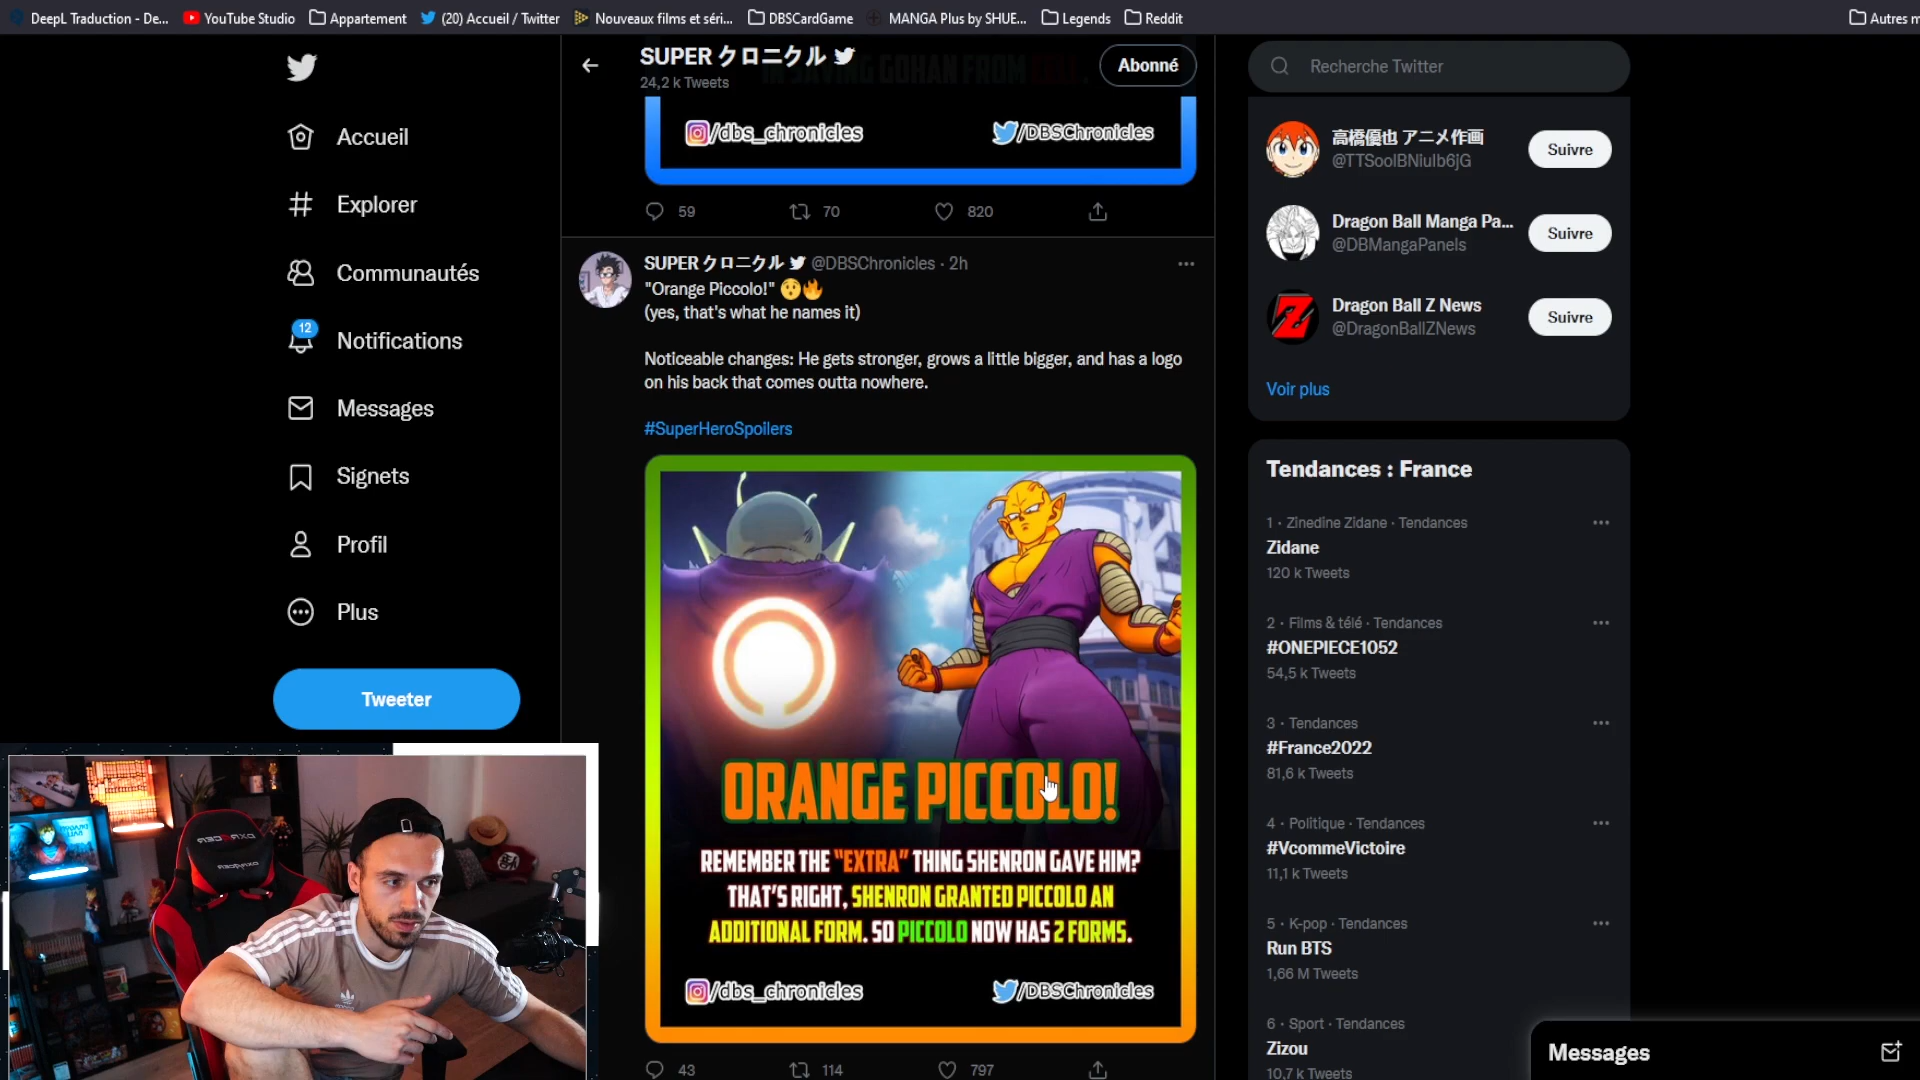 DeepL Traduction - De...
YouTube Studio
Appartement
(20) Accueil / Twitter
Nouveaux films et séri...
DBSCardGame
MANGA Plus by SHUE...
Legends
Reddit
Autres m
SUPER クロニクル
24,2 k Tweets
IN SAVING GOHAN FROM
Abonné
Recherche Twitter
/dbs_chronicles
/DBSChronicles
59
70
820
Accueil
Explorer
Communautés
12
Notifications
Messages
Signets
Profil
Plus
Tweeter
SUPER クロニクル @DBSChronicles · 2h
"Orange Piccolo!" 😯🔥
(yes, that's what he names it)
Noticeable changes: He gets stronger, grows a little bigger, and has a logo
on his back that comes outta nowhere.
#SuperHeroSpoilers
ORANGE PICCOLO!
REMEMBER THE "EXTRA" THING SHENRON GAVE HIM?
THAT'S RIGHT, SHENRON GRANTED PICCOLO AN
ADDITIONAL FORM. SO PICCOLO NOW HAS 2 FORMS.
/dbs_chronicles
/DBSChronicles
43
114
797
高橋優也 アニメ作画
@TTSoolBNiulb6jG
Suivre
Dragon Ball Manga Pa...
@DBMangaPanels
Suivre
Dragon Ball Z News
@DragonBallZNews
Suivre
Voir plus
Tendances : France
1 · Zinedine Zidane · Tendances
Zidane
120 k Tweets
2 · Films & télé · Tendances
#ONEPIECE1052
54,5 k Tweets
3 · Tendances
#France2022
81,6 k Tweets
4 · Politique · Tendances
#VcommeVictoire
11,1 k Tweets
5 · K-pop · Tendances
Run BTS
1,66 M Tweets
6 · Sport · Tendances
Zizou
10,7 k Tweets
Messages